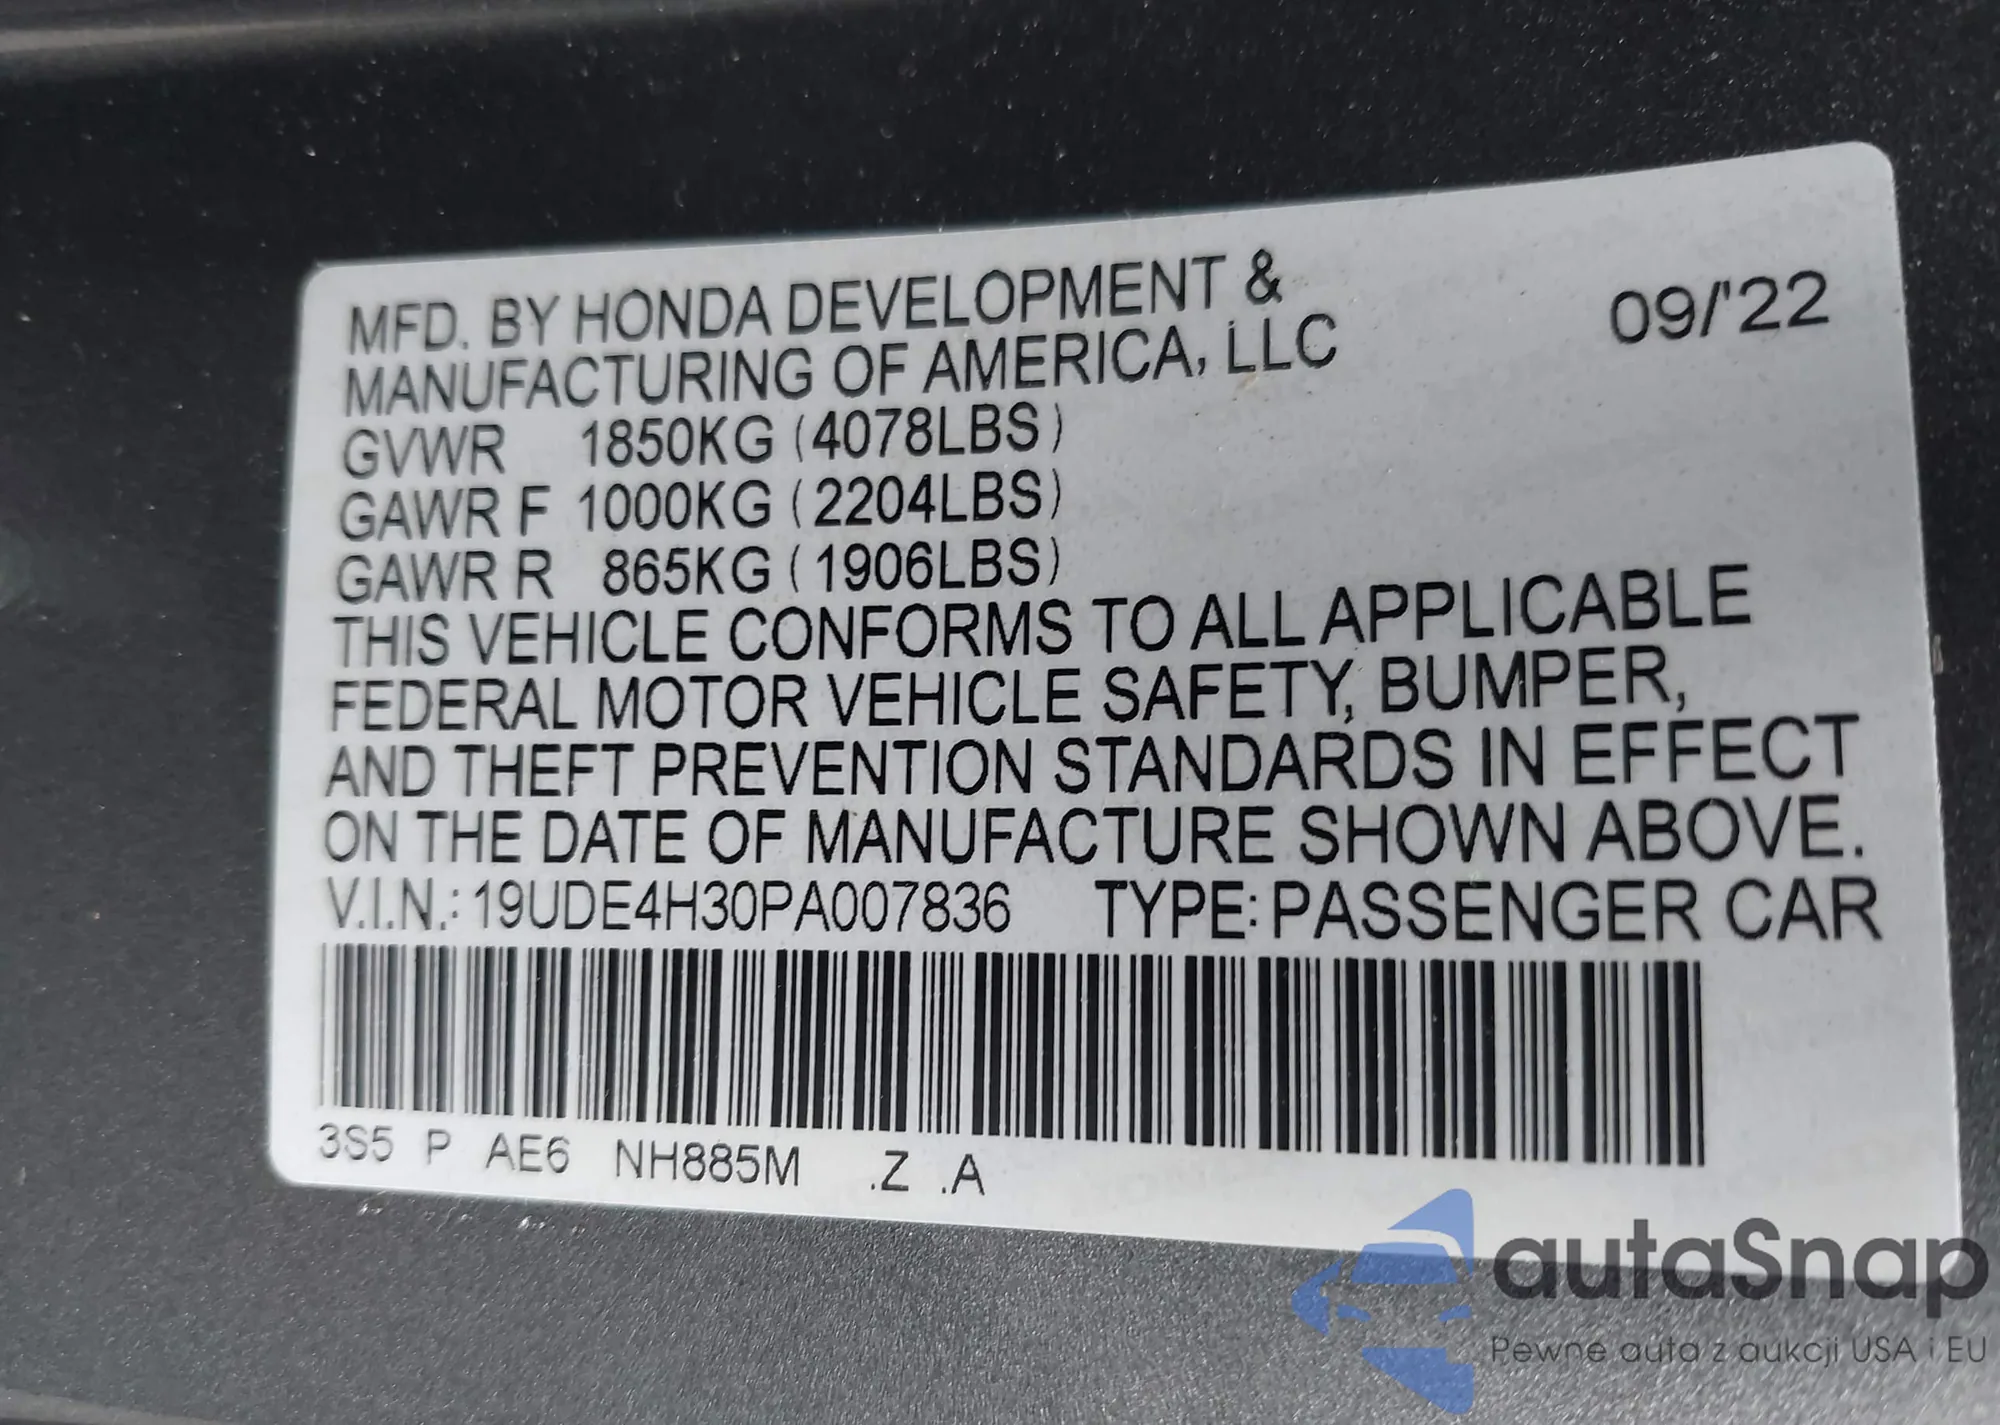 MFD. BY HONDA DEVELOPMENT &
MANUFACTURING OF AMERICA, LLC
09/'22
GVWR 1850KG (4078LBS)
GAWR F 1000KG (2204LBS)
GAWR R 865KG (1906LBS)
THIS VEHICLE CONFORMS TO ALL APPLICABLE
FEDERAL MOTOR VEHICLE SAFETY, BUMPER,
AND THEFT PREVENTION STANDARDS IN EFFECT
ON THE DATE OF MANUFACTURE SHOWN ABOVE.
V.I.N.: 19UDE4H30PA007836 TYPE: PASSENGER CAR
3S5 P AE6 NH885M .Z .A
autaSnap
Pewne auta z aukcji USA i EU